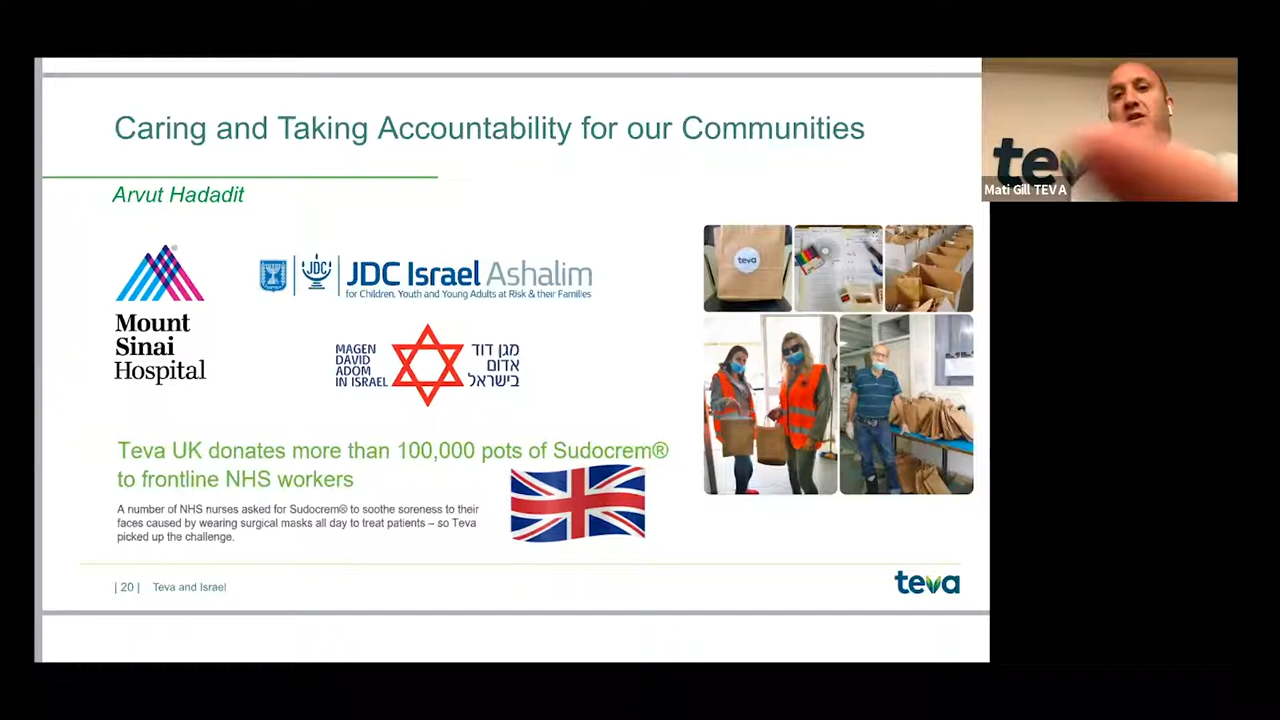 Caring and Taking Accountability for our Communities
Arvut Hadadit
Mount
Sinai
Hospital
JDC
JDC Israel Ashalim
for Children, Youth and Young Adults at Risk & their Families
MAGEN
DAVID
ADOM
IN ISRAEL
מגן דוד
אדום
בישראל
Teva UK donates more than 100,000 pots of Sudocrem®
to frontline NHS workers
A number of NHS nurses asked for Sudocrem® to soothe soreness to their
faces caused by wearing surgical masks all day to treat patients – so Teva
picked up the challenge.
| 20 | Teva and Israel
teva
teva
te
Mati Gill TEVA